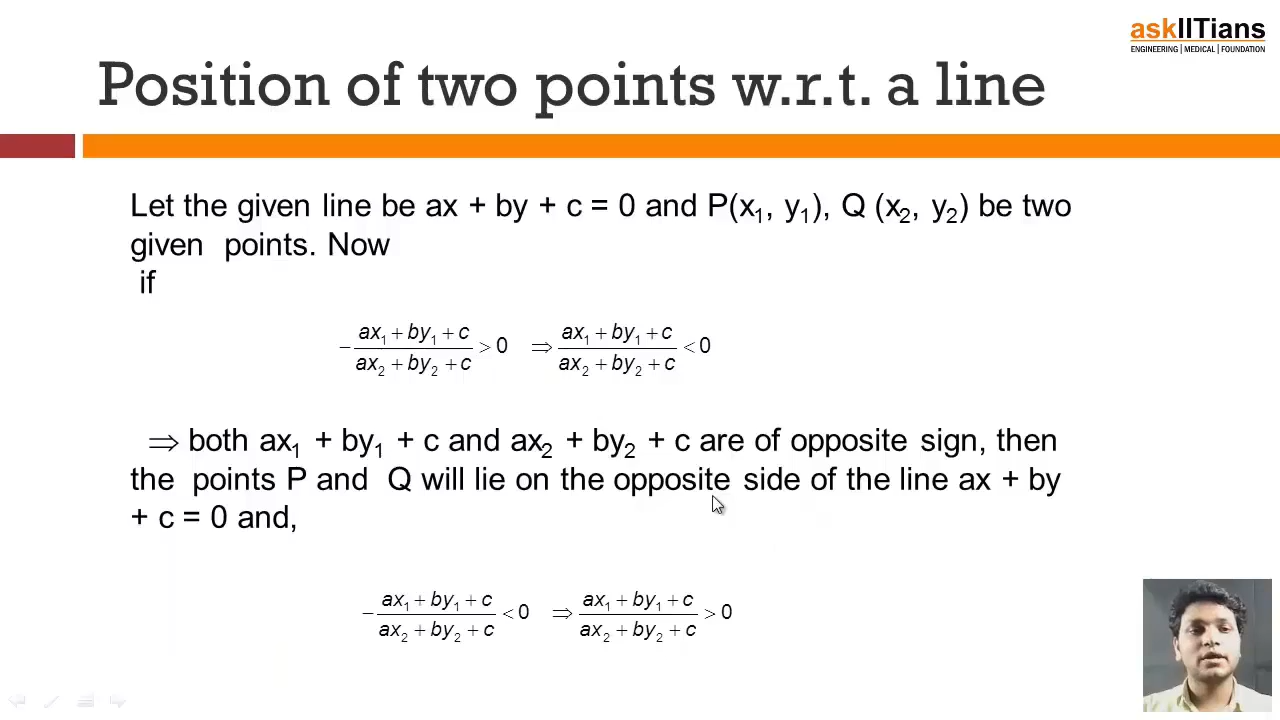 askIITians
ENGINEERING | MEDICAL | FOUNDATION
Position of two points w.r.t. a line
Let the given line be ax + by + c = 0 and P(x₁, y₁), Q (x₂, y₂) be two
given points. Now
if
−(ax₁ + by₁ + c)/(ax₂ + by₂ + c) > 0 ⇒ (ax₁ + by₁ + c)/(ax₂ + by₂ + c) < 0
⇒ both ax₁ + by₁ + c and ax₂ + by₂ + c are of opposite sign, then
the points P and Q will lie on the opposite side of the line ax + by
+ c = 0 and,
−(ax₁ + by₁ + c)/(ax₂ + by₂ + c) < 0 ⇒ (ax₁ + by₁ + c)/(ax₂ + by₂ + c) > 0